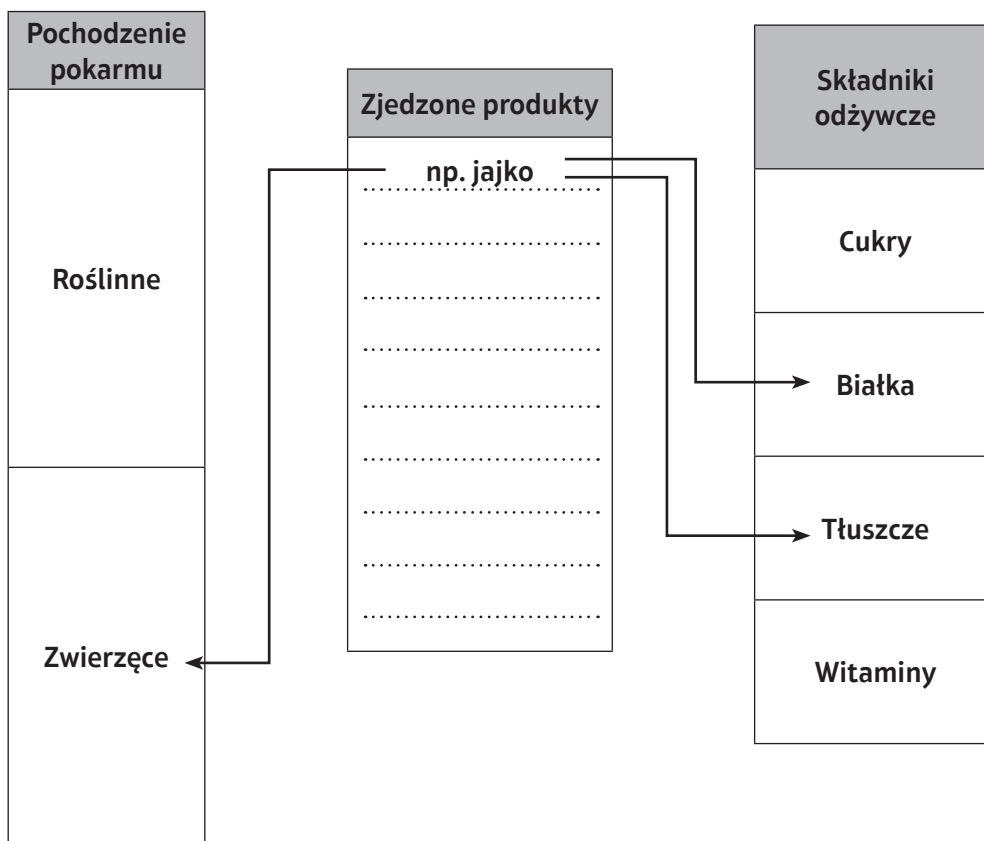 Pochodzenie
pokarmu
Roślinne
Zwierzęce
Zjedzone produkty
np. jajko
Składniki
odżywcze
Cukry
Białka
Tłuszcze
Witaminy